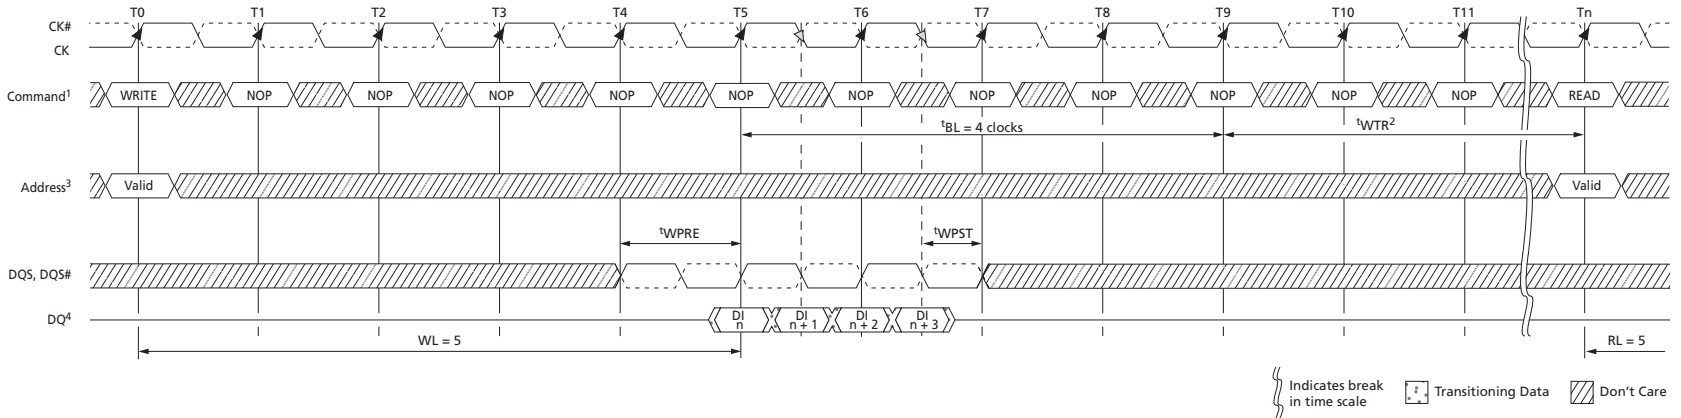 T0 T1 T2 T3 T4 T5 T6 T7 T8 T9 T10 T11 Tn
CK#
CK
Command1 WRITE NOP NOP NOP NOP NOP NOP NOP NOP NOP NOP NOP READ
tBL = 4 clocks tWTR2
Address3 Valid Valid
tWPRE tWPST
DQS, DQS#
DQ4 DI n DI n + 1 DI n + 2 DI n + 3
WL = 5 RL = 5
Indicates break
in time scale
Transitioning Data
Don't Care